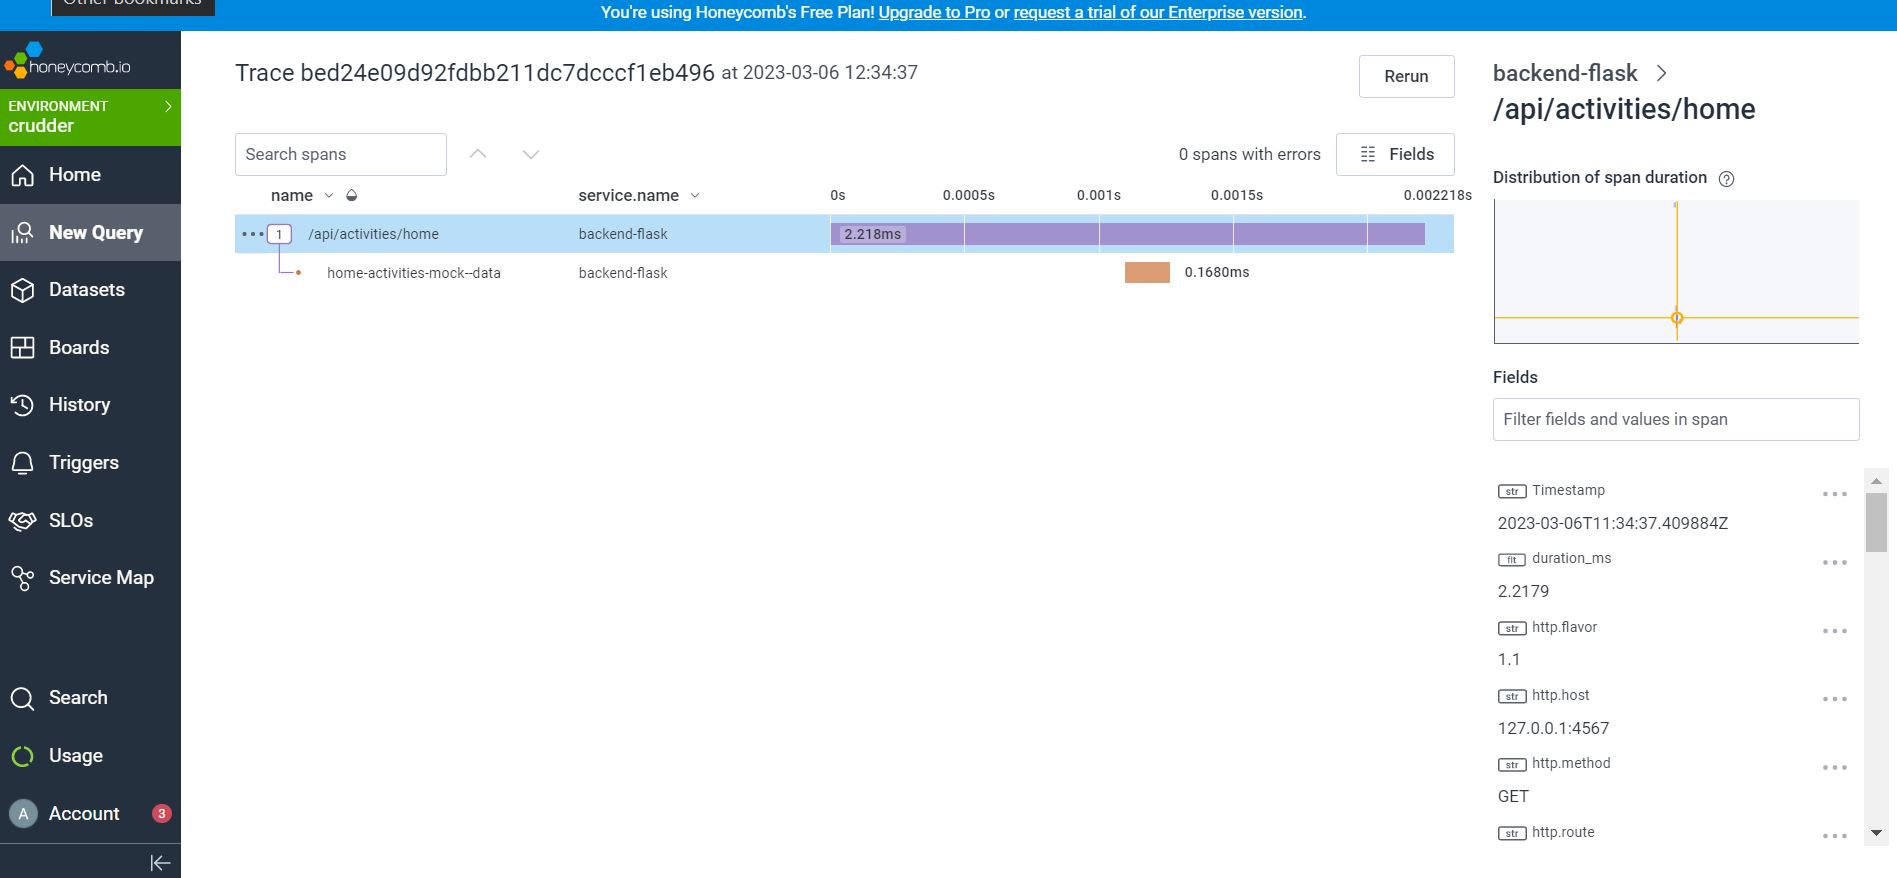 Other bookmarks
You're using Honeycomb's Free Plan! Upgrade to Pro or request a trial of our Enterprise version.
honeycomb.io
ENVIRONMENT
crudder
Home
New Query
Datasets
Boards
History
Triggers
SLOs
Service Map
Search
Usage
A Account 3
Trace bed24e09d92fdbb211dc7dcccf1eb496 at 2023-03-06 12:34:37
Rerun
Search spans
0 spans with errors
Fields
name service.name 0s 0.0005s 0.001s 0.0015s 0.002218s
1 /api/activities/home backend-flask 2.218ms
home-activities-mock--data backend-flask 0.1680ms
backend-flask
/api/activities/home
Distribution of span duration ?
Fields
Filter fields and values in span
str Timestamp
2023-03-06T11:34:37.409884Z
flt duration_ms
2.2179
str http.flavor
1.1
str http.host
127.0.0.1:4567
str http.method
GET
str http.route